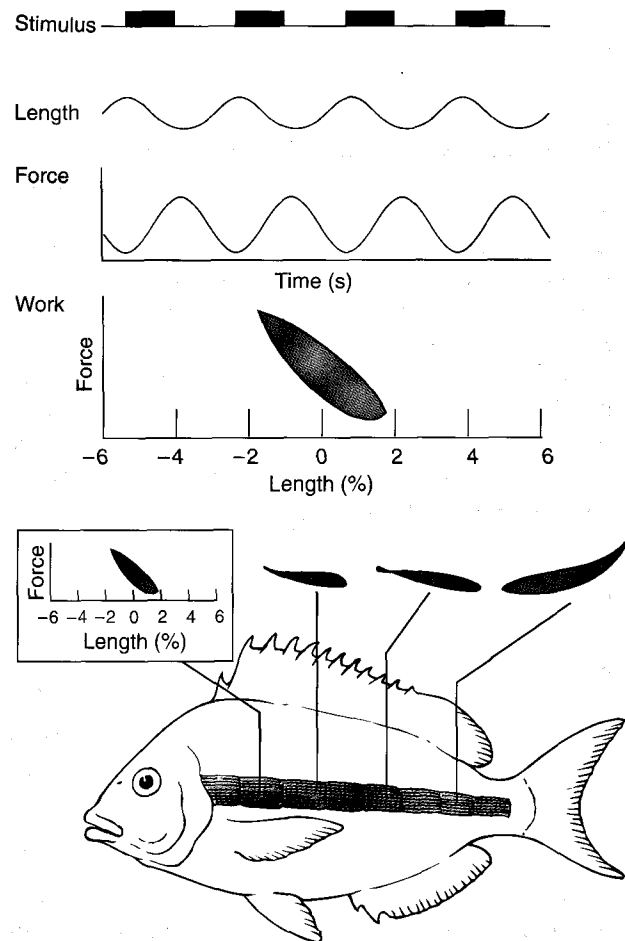 Stimulus
Length
Force
Time (s)
Work
Force
−6 −4 −2 0 2 4 6
Length (%)
Force
−6 −4 −2 0 2 4 6
Length (%)